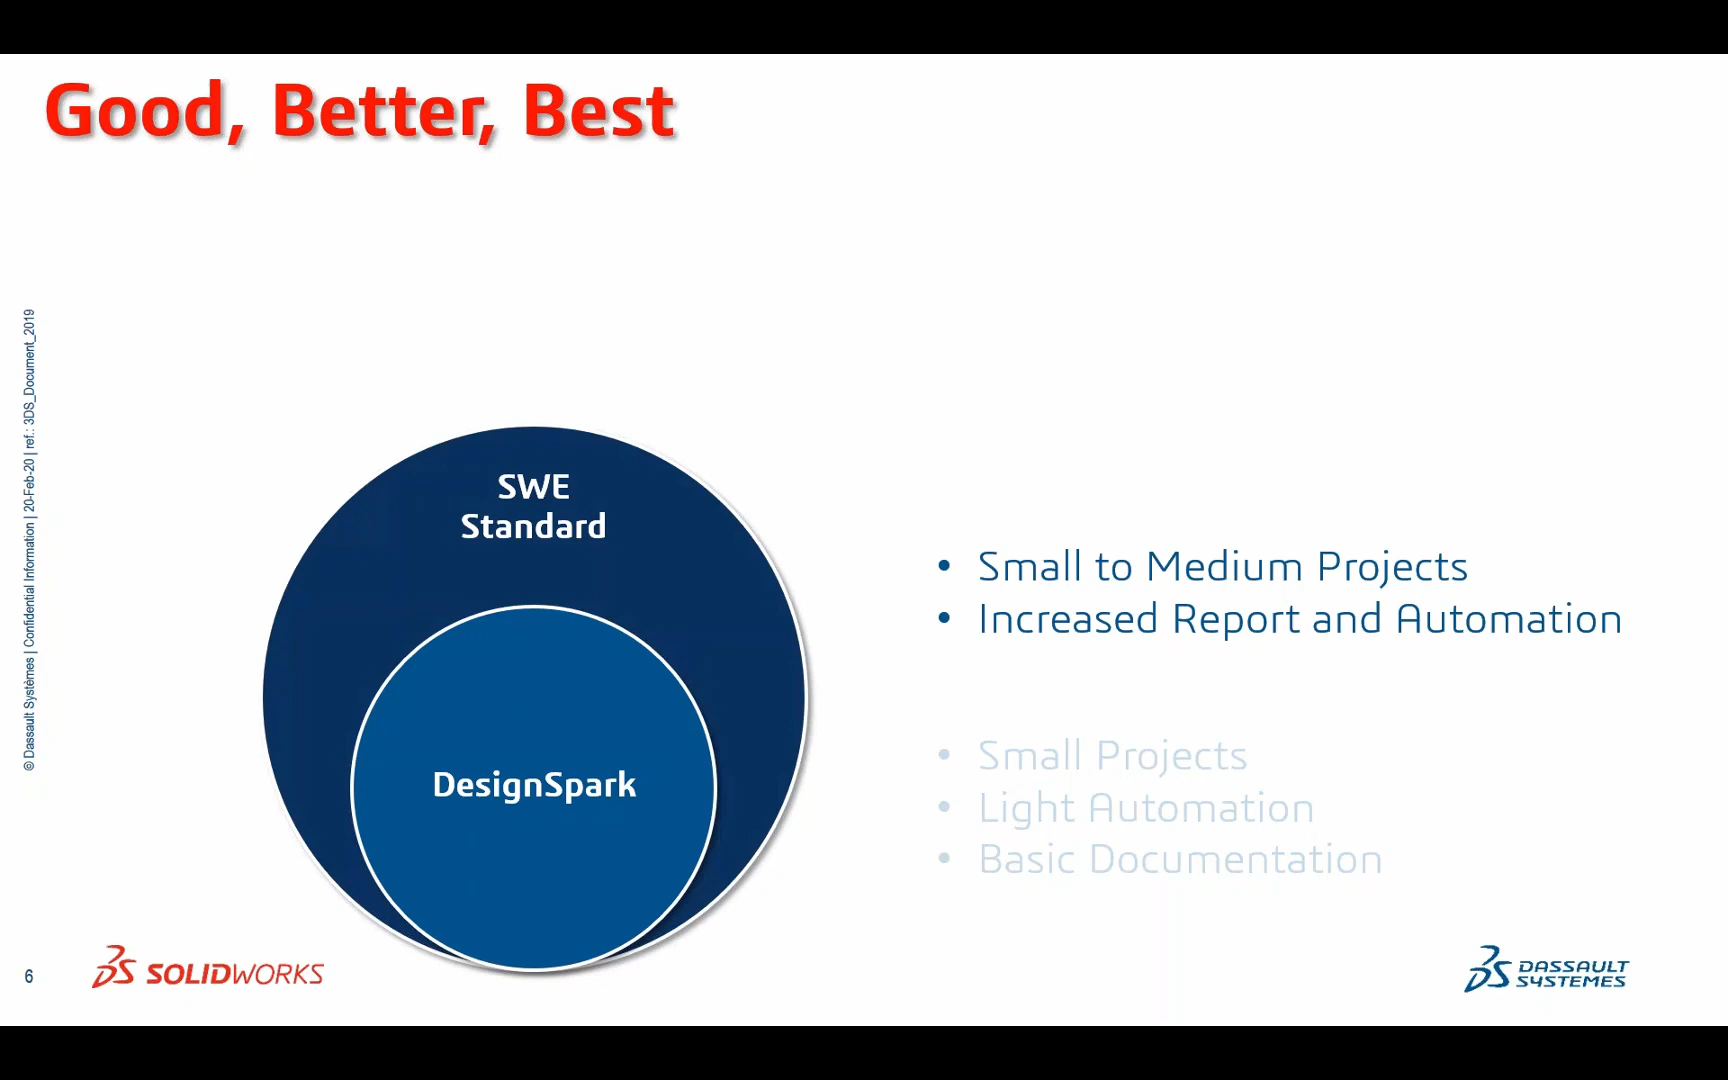 Good, Better, Best
© Dassault Systèmes | Confidential Information | 20-Feb-20 | ref.: 3DS_Document_2019
SWE
Standard
DesignSpark
• Small to Medium Projects
• Increased Report and Automation
• Small Projects
• Light Automation
• Basic Documentation
6
SOLIDWORKS
DASSAULT
SYSTEMES